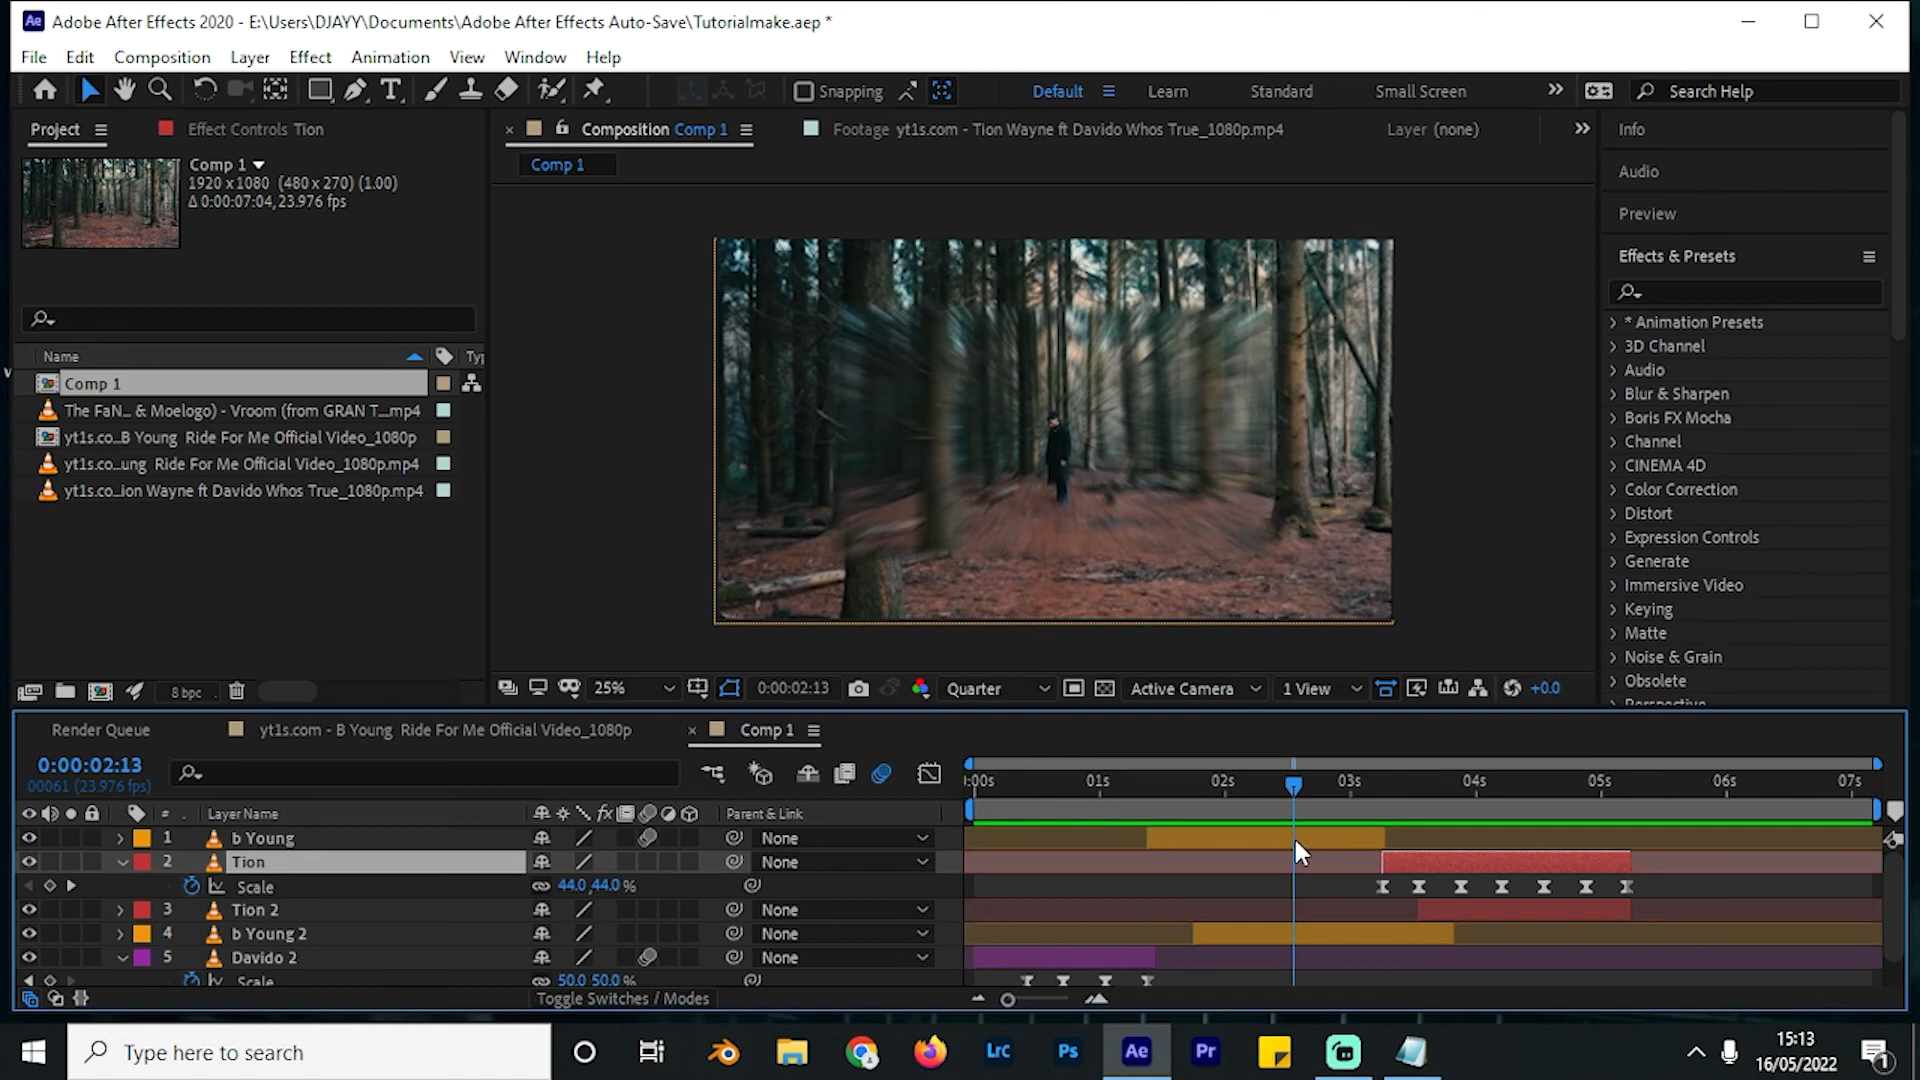 Ae Adobe After Effects 2020 - E:\Users\DJAYY\Documents\Adobe After Effects Auto-Save\Tutorialmake.aep *
File Edit Composition Layer Effect Animation View Window Help
Snapping Default Learn Standard Small Screen Search Help
Project Effect Controls Tion
Composition Comp 1 Footage yt1s.com - Tion Wayne ft Davido Whos True_1080p.mp4 Layer (none)
Comp 1
Comp 1
1920 x 1080 (480 x 270) (1.00)
Δ 0:00:07:04, 23.976 fps
Name Typ
Comp 1
The FaN... & Moelogo) - Vroom (from GRAN T....mp4
yt1s.co...B Young Ride For Me Official Video_1080p
yt1s.co...ung Ride For Me Official Video_1080p.mp4
yt1s.co...ion Wayne ft Davido Whos True_1080p.mp4
8 bpc
25% 0:00:02:13 Quarter Active Camera 1 View +0.0
Info
Audio
Preview
Effects & Presets
* Animation Presets
3D Channel
Audio
Blur & Sharpen
Boris FX Mocha
Channel
CINEMA 4D
Color Correction
Distort
Expression Controls
Generate
Immersive Video
Keying
Matte
Noise & Grain
Obsolete
Perspective
Render Queue yt1s.com - B Young Ride For Me Official Video_1080p Comp 1
0:00:02:13
00061 (23.976 fps)
:00s 01s 02s 03s 04s 05s 06s 07s
# Layer Name fx Parent & Link
1 b Young None
2 Tion None
Scale 44.0,44.0 %
3 Tion 2 None
4 b Young 2 None
5 Davido 2 None
Scale 50.0 50.0 %
Toggle Switches / Modes
Type here to search
Lrc Ps Ae Pr
15:13
16/05/2022
1